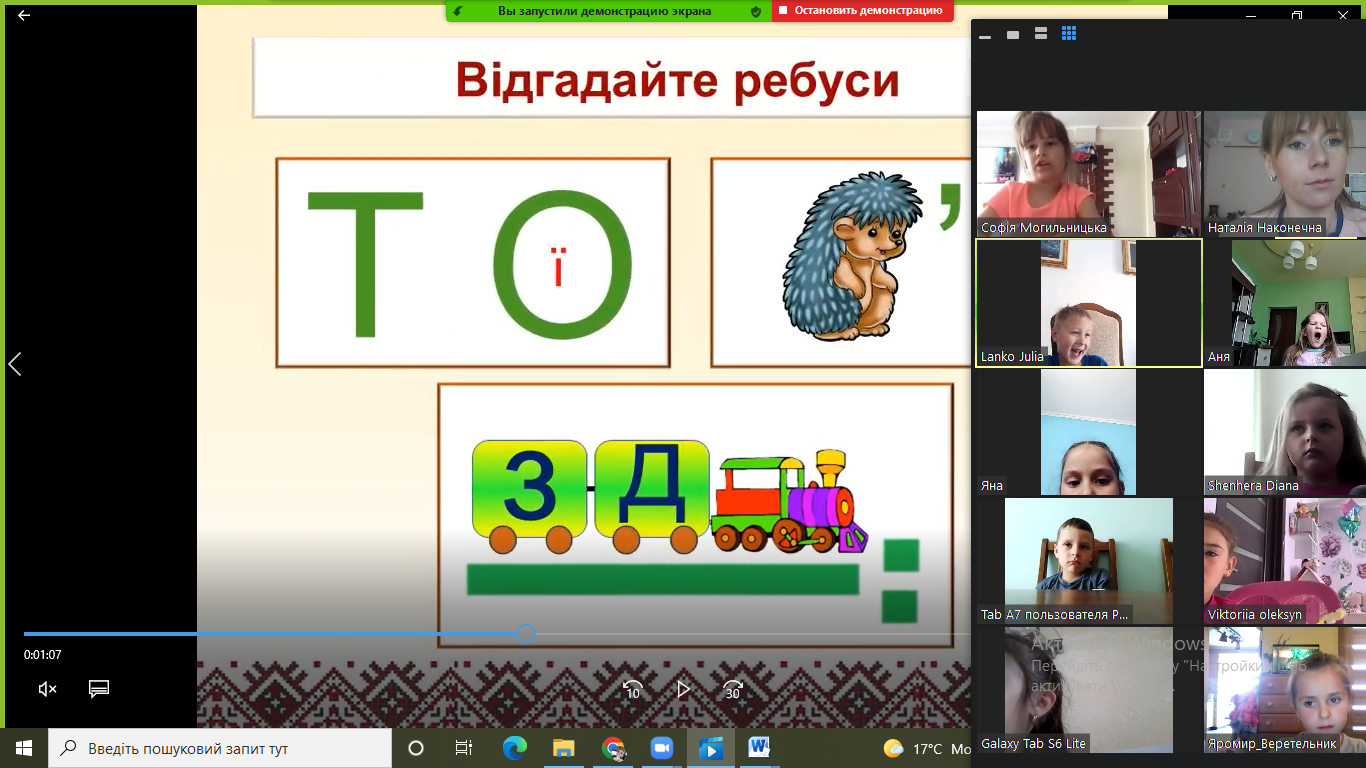 Вы запустили демонстрацию экрана
Остановить демонстрацию
Відгадайте ребуси
Т О
ї
,
З Д
Софія Могильницька
Наталія Наконечна
Lanko Julia
Аня
Яна
Shenhera Diana
Tab A7 пользователя Р...
Viktoriia oleksyn
Windows
Galaxy Tab S6 Lite
Яромир_Веретельник
0:01:07
10
30
Введіть пошуковий запит тут
17°C Мо